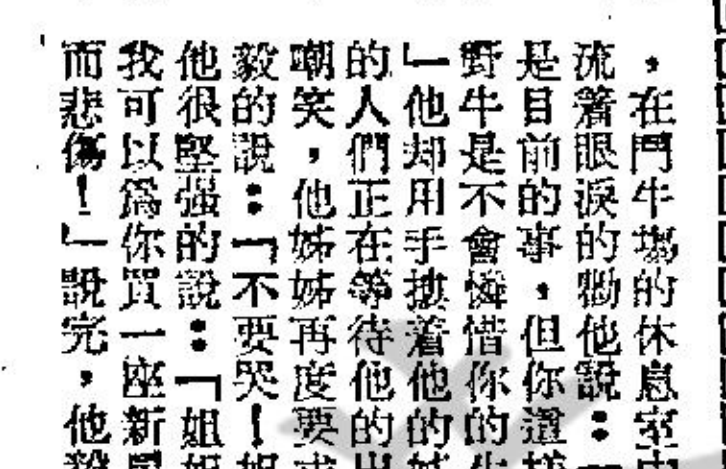 ，在鬥牛場的休息室
流着眼淚的勸他說：
是目前的事，但你這
野牛是不會憐惜你的
」他却用手摟着他的
的人們正在等待他的
嘲笑，他姊姊再度要
毅的說：「不要哭！
他很堅强的說：「姐
我可以爲你買一座新
而悲傷！」說完，他